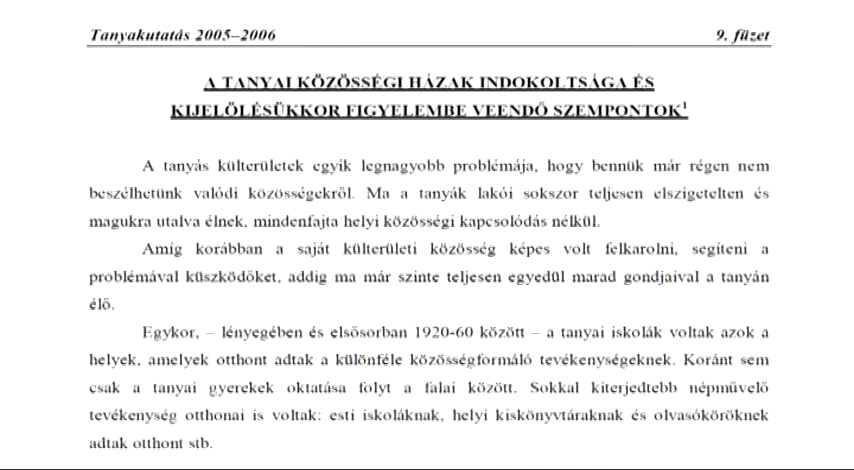 Tanyakutatás 2005–2006 9. füzet
A TANYAI KÖZÖSSÉGI HÁZAK INDOKOLTSÁGA ÉS
KIJELÖLÉSÜKKOR FIGYELEMBE VEENDŐ SZEMPONTOK¹
A tanyás külterületek egyik legnagyobb problémája, hogy bennük már régen nem
beszélhetünk valódi közösségekről. Ma a tanyák lakói sokszor teljesen elszigetelten és
magukra utalva élnek, mindenfajta helyi közösségi kapcsolódás nélkül.
Amíg korábban a saját külterületi közösség képes volt felkarolni, segíteni a
problémával küszködőket, addig ma már szinte teljesen egyedül marad gondjaival a tanyán
élő.
Egykor, – lényegében és elsősorban 1920-60 között – a tanyai iskolák voltak azok a
helyek, amelyek otthont adtak a különféle közösségformáló tevékenységeknek. Koránt sem
csak a tanyai gyerekek oktatása folyt a falai között. Sokkal kiterjedtebb népművelő
tevékenység otthonai is voltak: esti iskoláknak, helyi kiskönyvtáraknak és olvasóköröknek
adtak otthont stb.